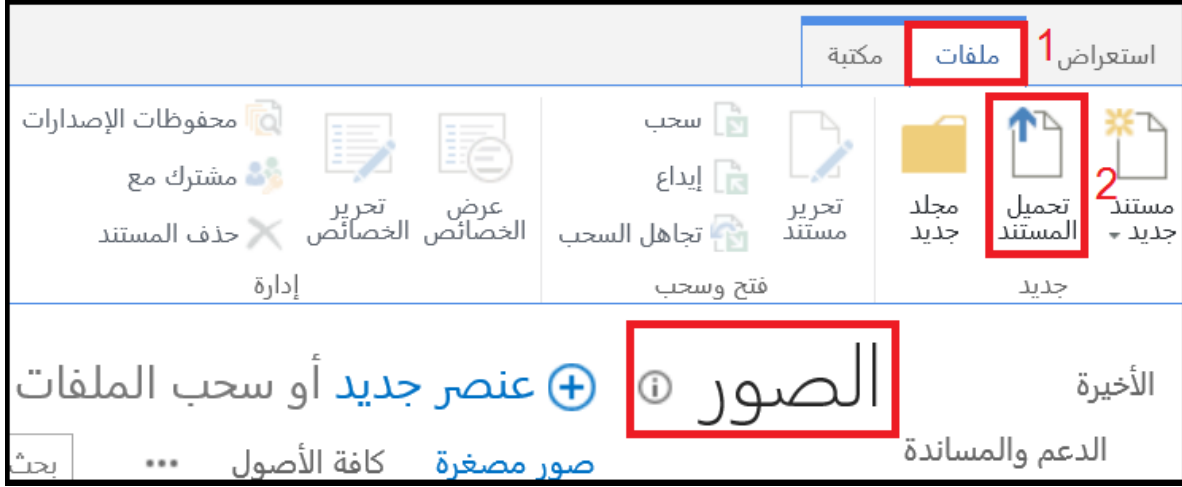 استعراض
1
ملفات
مكتبة
مستند
جديد
2
تحميل
المستند
مجلد
جديد
جديد
تحرير
مستند
سحب
إيداع
تجاهل السحب
فتح وسحب
عرض
الخصائص
تحرير
الخصائص
محفوظات الإصدارات
مشترك مع
حذف المستند
إدارة
الأخيرة
الدعم والمساندة
الصور
عنصر جديد أو سحب الملفات
صور مصغرة كافة الأصول ...
بحث